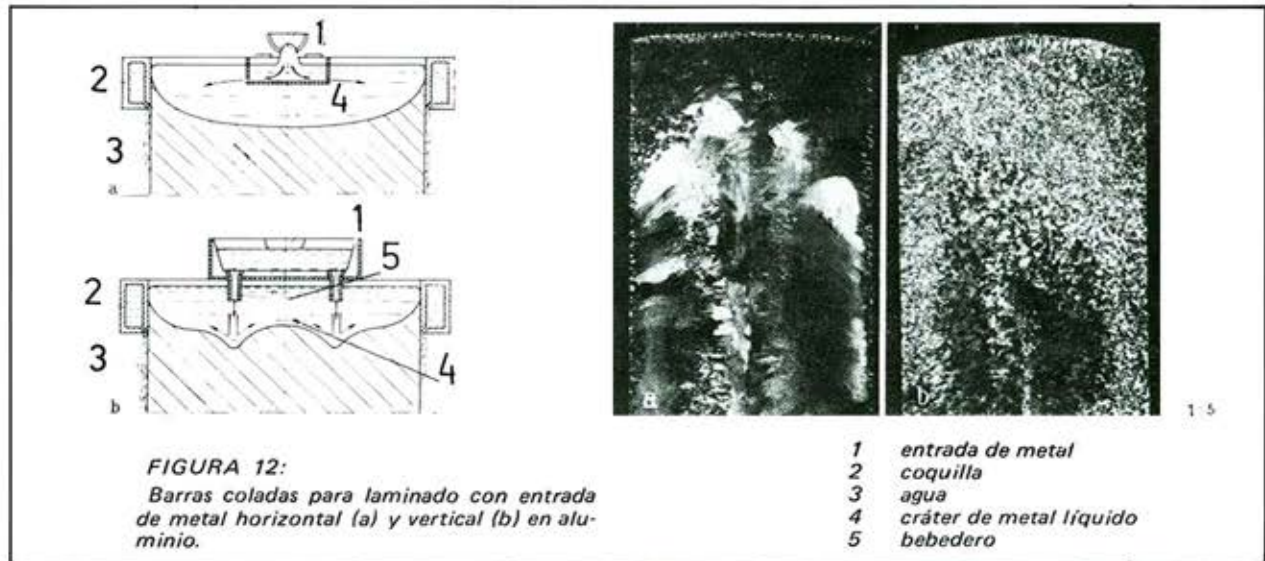 1
2
4
3
a
1
5
2
3
4
b
a
b
1 5
FIGURA 12:
Barras coladas para laminado con entrada
de metal horizontal (a) y vertical (b) en alu-
minio.
1 entrada de metal
2 coquilla
3 agua
4 cráter de metal líquido
5 bebedero